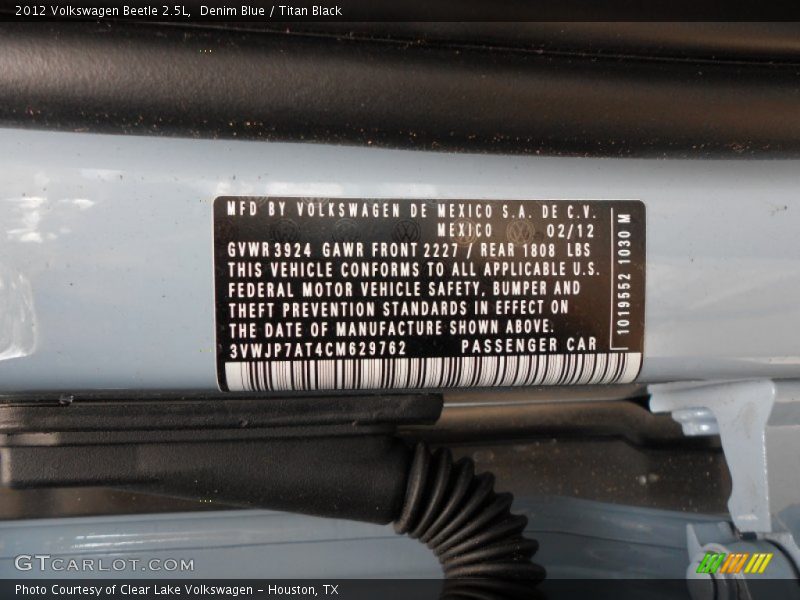 2012 Volkswagen Beetle 2.5L, Denim Blue / Titan Black
MFD BY VOLKSWAGEN DE MEXICO S.A. DE C.V.
MEXICO 02/12
GVWR 3924 GAWR FRONT 2227 / REAR 1808 LBS
THIS VEHICLE CONFORMS TO ALL APPLICABLE U.S.
FEDERAL MOTOR VEHICLE SAFETY, BUMPER AND
THEFT PREVENTION STANDARDS IN EFFECT ON
THE DATE OF MANUFACTURE SHOWN ABOVE.
3VWJP7AT4CM629762 PASSENGER CAR
1019552 1030 M
GTCARLOT.COM
Photo Courtesy of Clear Lake Volkswagen - Houston, TX